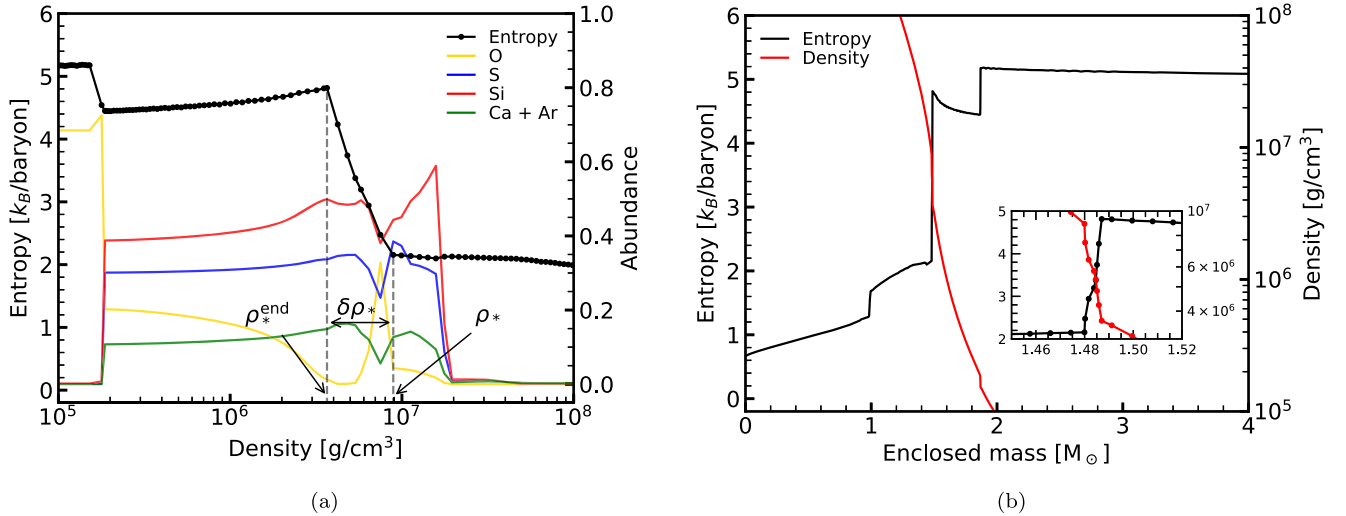 6
5
4
3
2
1
0
Entropy [k_B/baryon]
1.0
0.8
0.6
0.4
0.2
0.0
Abundance
Entropy
O
S
Si
Ca + Ar
ρ_*^end
δρ_*
ρ_*
10^5
10^6
10^7
10^8
Density [g/cm^3]
(a)
6
5
4
3
2
1
0
Entropy [k_B/baryon]
10^8
10^7
10^6
10^5
Density [g/cm^3]
Entropy
Density
5
4
3
2
10^7
6 × 10^6
4 × 10^6
1.46
1.48
1.50
1.52
0
1
2
3
4
Enclosed mass [M_⊙]
(b)